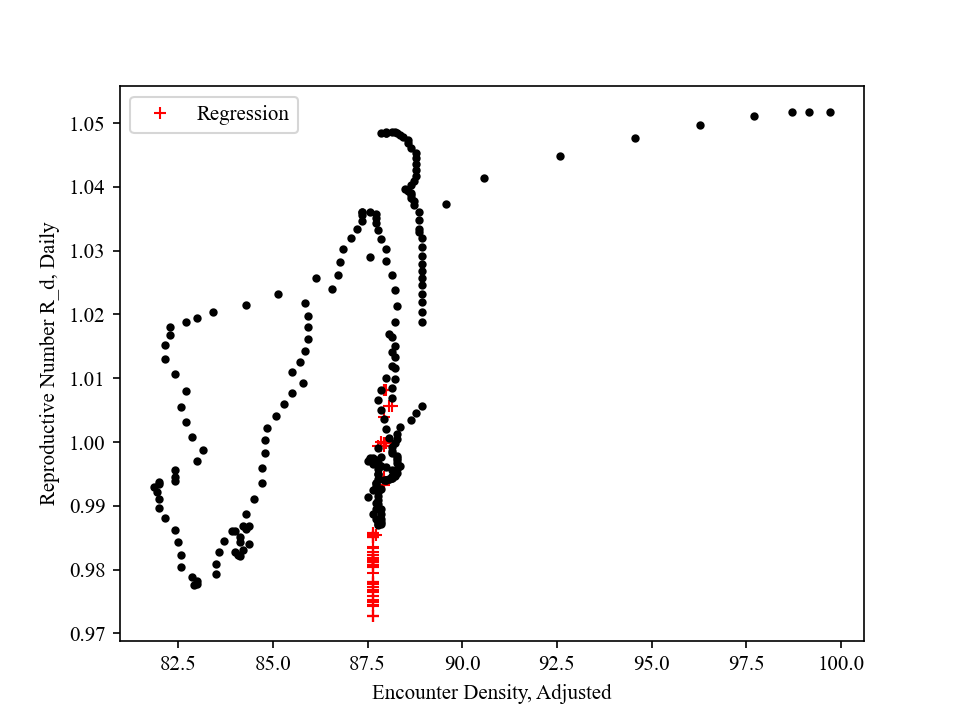 Regression
1.05
1.04
1.03
1.02
1.01
1.00
0.99
0.98
0.97
Reproductive Number R_d, Daily
82.5 85.0 87.5 90.0 92.5 95.0 97.5 100.0
Encounter Density, Adjusted